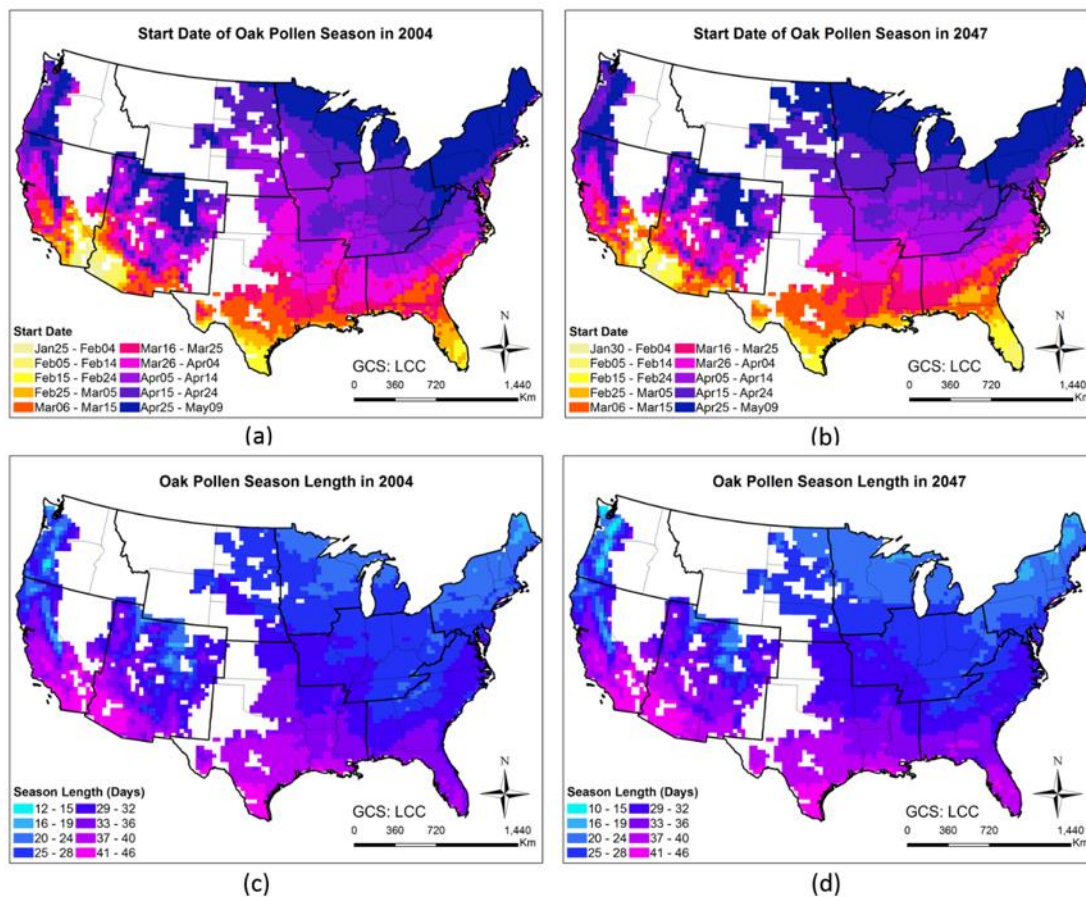 Start Date of Oak Pollen Season in 2004
N
Start Date
Jan25 - Feb04 Mar16 - Mar25
Feb05 - Feb14 Mar26 - Apr04
Feb15 - Feb24 Apr05 - Apr14
Feb25 - Mar05 Apr15 - Apr24
Mar06 - Mar15 Apr25 - May09
GCS: LCC
0 360 720 1,440
Km
(a)
Start Date of Oak Pollen Season in 2047
N
Start Date
Jan30 - Feb04 Mar16 - Mar25
Feb05 - Feb14 Mar26 - Apr04
Feb15 - Feb24 Apr05 - Apr14
Feb25 - Mar05 Apr15 - Apr24
Mar06 - Mar15 Apr25 - May09
GCS: LCC
0 360 720 1,440
Km
(b)
Oak Pollen Season Length in 2004
N
Season Length (Days)
12 - 15 29 - 32
16 - 19 33 - 36
20 - 24 37 - 40
25 - 28 41 - 46
GCS: LCC
0 360 720 1,440
Km
(c)
Oak Pollen Season Length in 2047
N
Season Length (Days)
10 - 15 29 - 32
16 - 19 33 - 36
20 - 24 37 - 40
25 - 28 41 - 46
GCS: LCC
0 360 720 1,440
Km
(d)